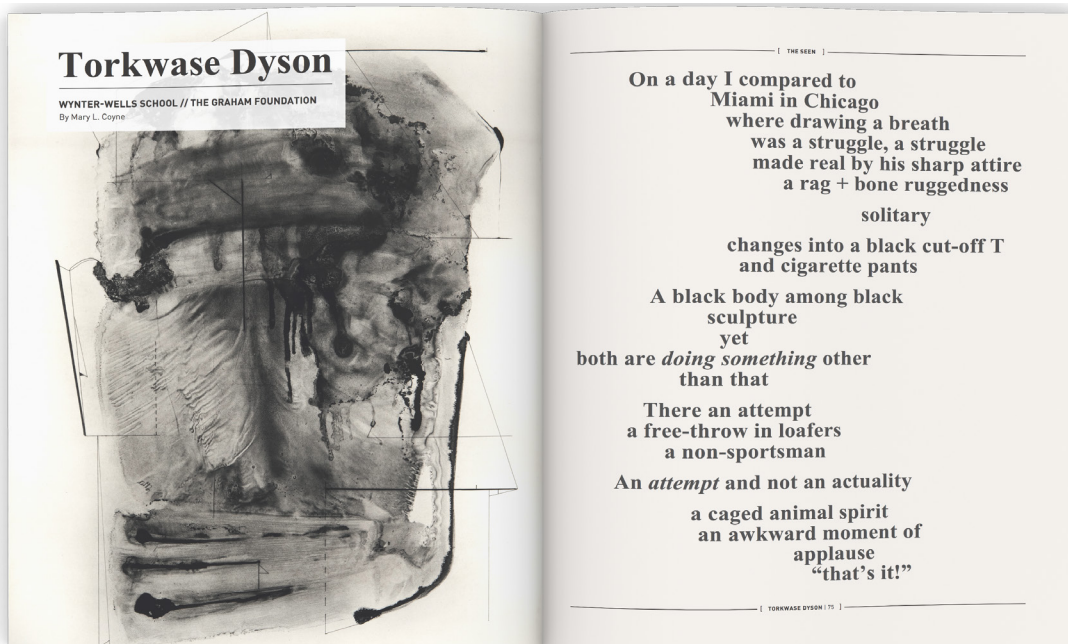 Torkwase Dyson
WYNTER-WELLS SCHOOL // THE GRAHAM FOUNDATION
By Mary L. Coyne
[ THE SEEN ]
On a day I compared to
Miami in Chicago
where drawing a breath
was a struggle, a struggle
made real by his sharp attire
a rag + bone ruggedness
solitary
changes into a black cut-off T
and cigarette pants
A black body among black
sculpture
yet
both are doing something other
than that
There an attempt
a free-throw in loafers
a non-sportsman
An attempt and not an actuality
a caged animal spirit
an awkward moment of
applause
“that’s it!”
[ TORKWASE DYSON | 75 ]